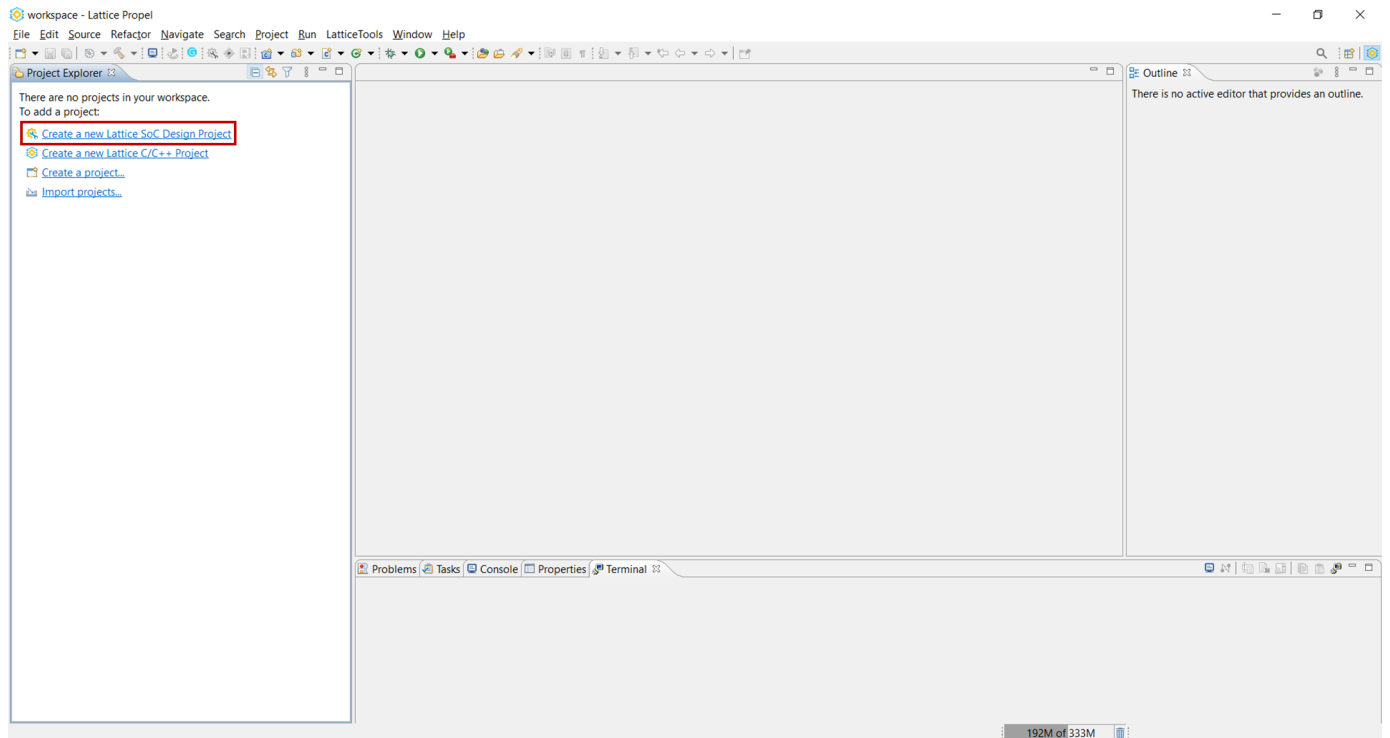 workspace - Lattice Propel
File Edit Source Refactor Navigate Search Project Run LatticeTools Window Help
Project Explorer
Outline
There are no projects in your workspace.
To add a project:
Create a new Lattice SoC Design Project
Create a new Lattice C/C++ Project
Create a project...
Import projects...
There is no active editor that provides an outline.
Problems Tasks Console Properties Terminal
192M of 333M